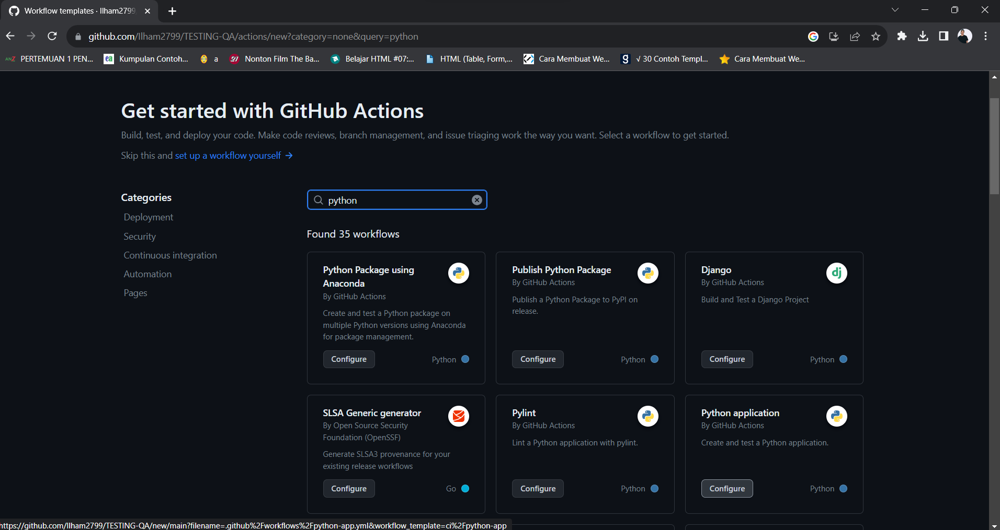 Workflow templates · Ilham2799
github.com/Ilham2799/TESTING-QA/actions/new?category=none&query=python
PERTEMUAN 1 PEN...
Kumpulan Contoh...
a
Nonton Film The Ba...
Belajar HTML #07:...
HTML (Table, Form,...
Cara Membuat We...
√ 30 Contoh Templ...
Cara Membuat We...
Get started with GitHub Actions
Build, test, and deploy your code. Make code reviews, branch management, and issue triaging work the way you want. Select a workflow to get started.
Skip this and set up a workflow yourself →
Categories
Deployment
Security
Continuous integration
Automation
Pages
python
Found 35 workflows
Python Package using
Anaconda
By GitHub Actions
Create and test a Python package on
multiple Python versions using Anaconda
for package management.
Configure
Python
Publish Python Package
By GitHub Actions
Publish a Python Package to PyPI on
release.
Configure
Python
Django
By GitHub Actions
Build and Test a Django Project
Configure
Python
dj
SLSA Generic generator
By Open Source Security
Foundation (OpenSSF)
Generate SLSA3 provenance for your
existing release workflows
Configure
Go
Pylint
By GitHub Actions
Lint a Python application with pylint.
Configure
Python
Python application
By GitHub Actions
Create and test a Python application.
Configure
Python
https://github.com/Ilham2799/TESTING-QA/new/main?filename=.github%2Fworkflows%2Fpython-app.yml&workflow_template=ci%2Fpython-app